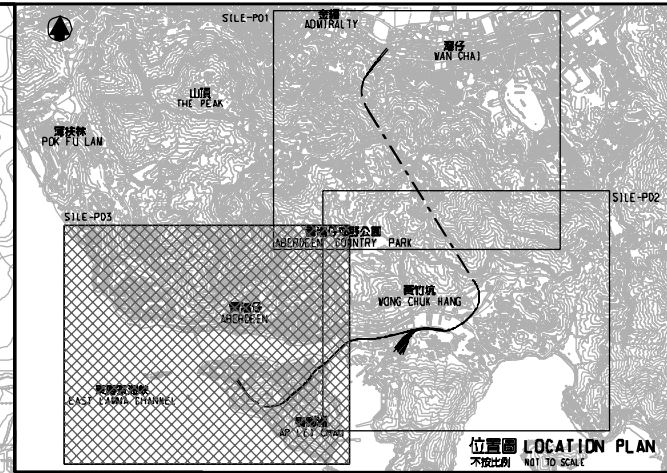 SILE-P01
金鐘
ADMIRALTY
灣仔
WAN CHAI
山頂
THE PEAK
薄扶林
POK FU LAM
SILE-P02
SILE-P03
香港仔郊野公園
ABERDEEN COUNTRY PARK
黃竹坑
WONG CHUK HANG
香港仔
ABERDEEN
東博寮海峽
EAST LAMMA CHANNEL
鴨脷洲
AP LEI CHAU
位置圖 LOCATION PLAN
不按比例 NOT TO SCALE